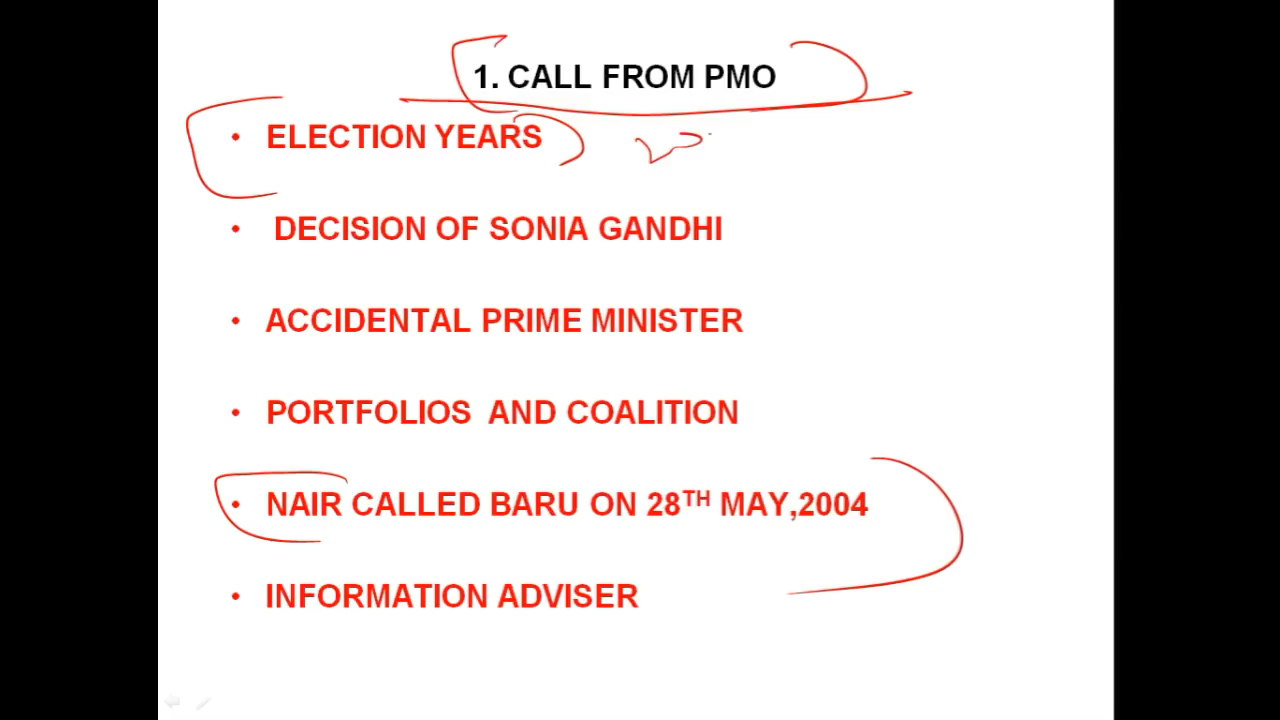 1. CALL FROM PMO
• ELECTION YEARS
• DECISION OF SONIA GANDHI
• ACCIDENTAL PRIME MINISTER
• PORTFOLIOS AND COALITION
• NAIR CALLED BARU ON 28TH MAY,2004
• INFORMATION ADVISER